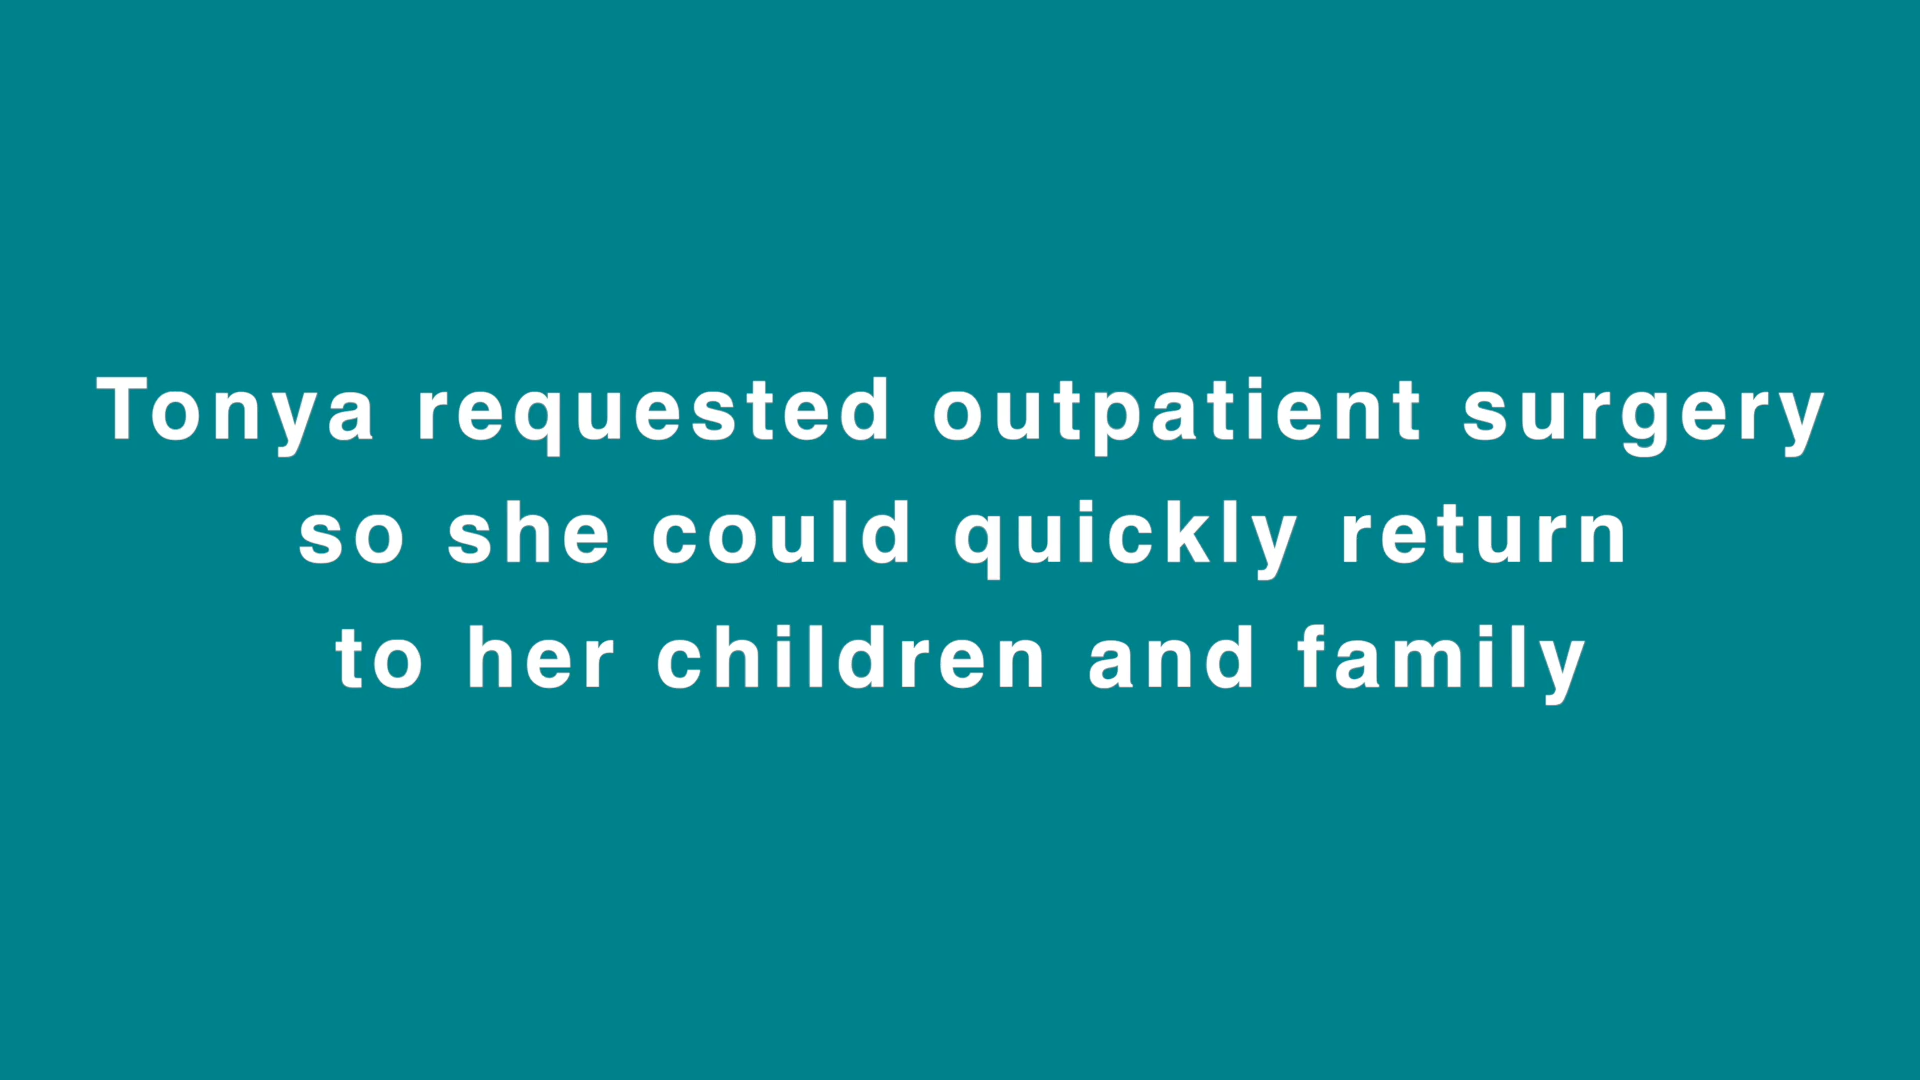 Tonya requested outpatient surgery
so she could quickly return
to her children and family